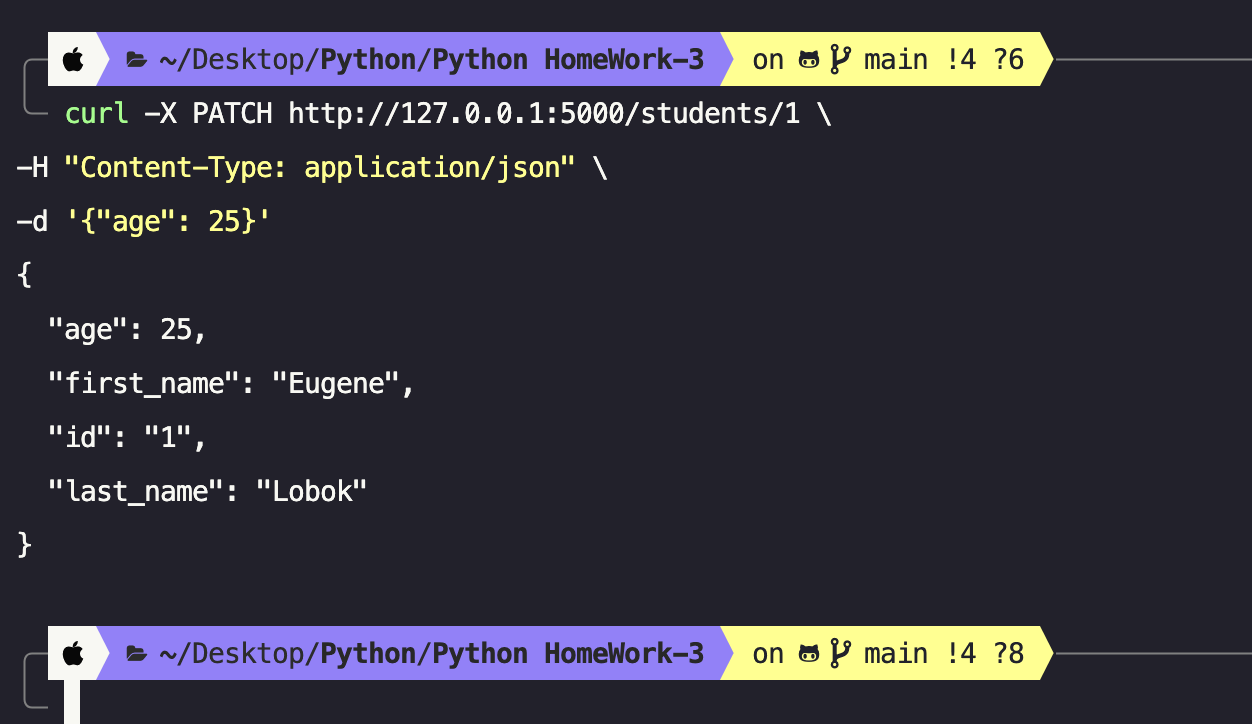 ~/Desktop/Python/Python HomeWork-3 on main !4 ?6
curl -X PATCH http://127.0.0.1:5000/students/1 \
-H "Content-Type: application/json" \
-d '{"age": 25}'
{
  "age": 25,
  "first_name": "Eugene",
  "id": "1",
  "last_name": "Lobok"
}
~/Desktop/Python/Python HomeWork-3 on main !4 ?8